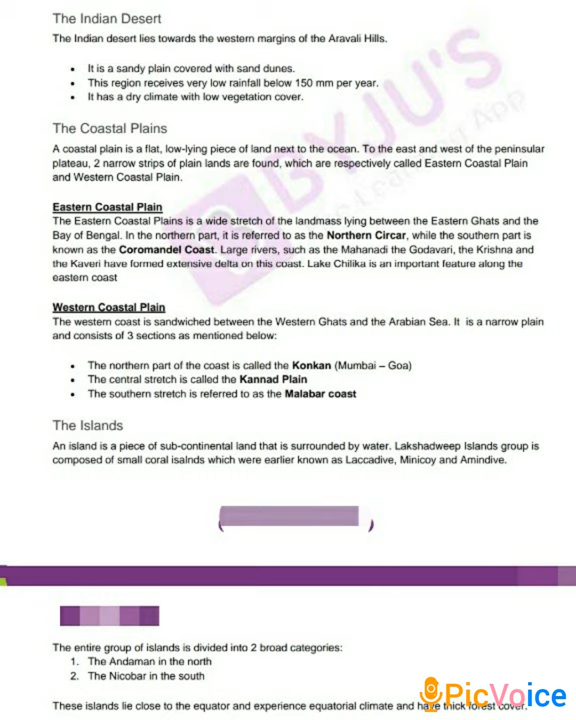 The Indian Desert
The Indian desert lies towards the western margins of the Aravali Hills.
• It is a sandy plain covered with sand dunes.
• This region receives very low rainfall below 150 mm per year.
• It has a dry climate with low vegetation cover.
The Coastal Plains
A coastal plain is a flat, low-lying piece of land next to the ocean. To the east and west of the peninsular
plateau, 2 narrow strips of plain lands are found, which are respectively called Eastern Coastal Plain
and Western Coastal Plain.
Eastern Coastal Plain
The Eastern Coastal Plains is a wide stretch of the landmass lying between the Eastern Ghats and the
Bay of Bengal. In the northern part, it is referred to as the Northern Circar, while the southern part is
known as the Coromandel Coast. Large rivers, such as the Mahanadi the Godavari, the Krishna and
the Kaveri have formed extensive delta on this coast. Lake Chilika is an important feature along the
eastern coast
Western Coastal Plain
The western coast is sandwiched between the Western Ghats and the Arabian Sea. It is a narrow plain
and consists of 3 sections as mentioned below:
• The northern part of the coast is called the Konkan (Mumbai – Goa)
• The central stretch is called the Kannad Plain
• The southern stretch is referred to as the Malabar coast
The Islands
An island is a piece of sub-continental land that is surrounded by water. Lakshadweep Islands group is
composed of small coral isalnds which were earlier known as Laccadive, Minicoy and Amindive.
The entire group of islands is divided into 2 broad categories:
1. The Andaman in the north
2. The Nicobar in the south
These islands lie close to the equator and experience equatorial climate and have thick forest cover.
BYJU'S
The Learning App
PicVoice